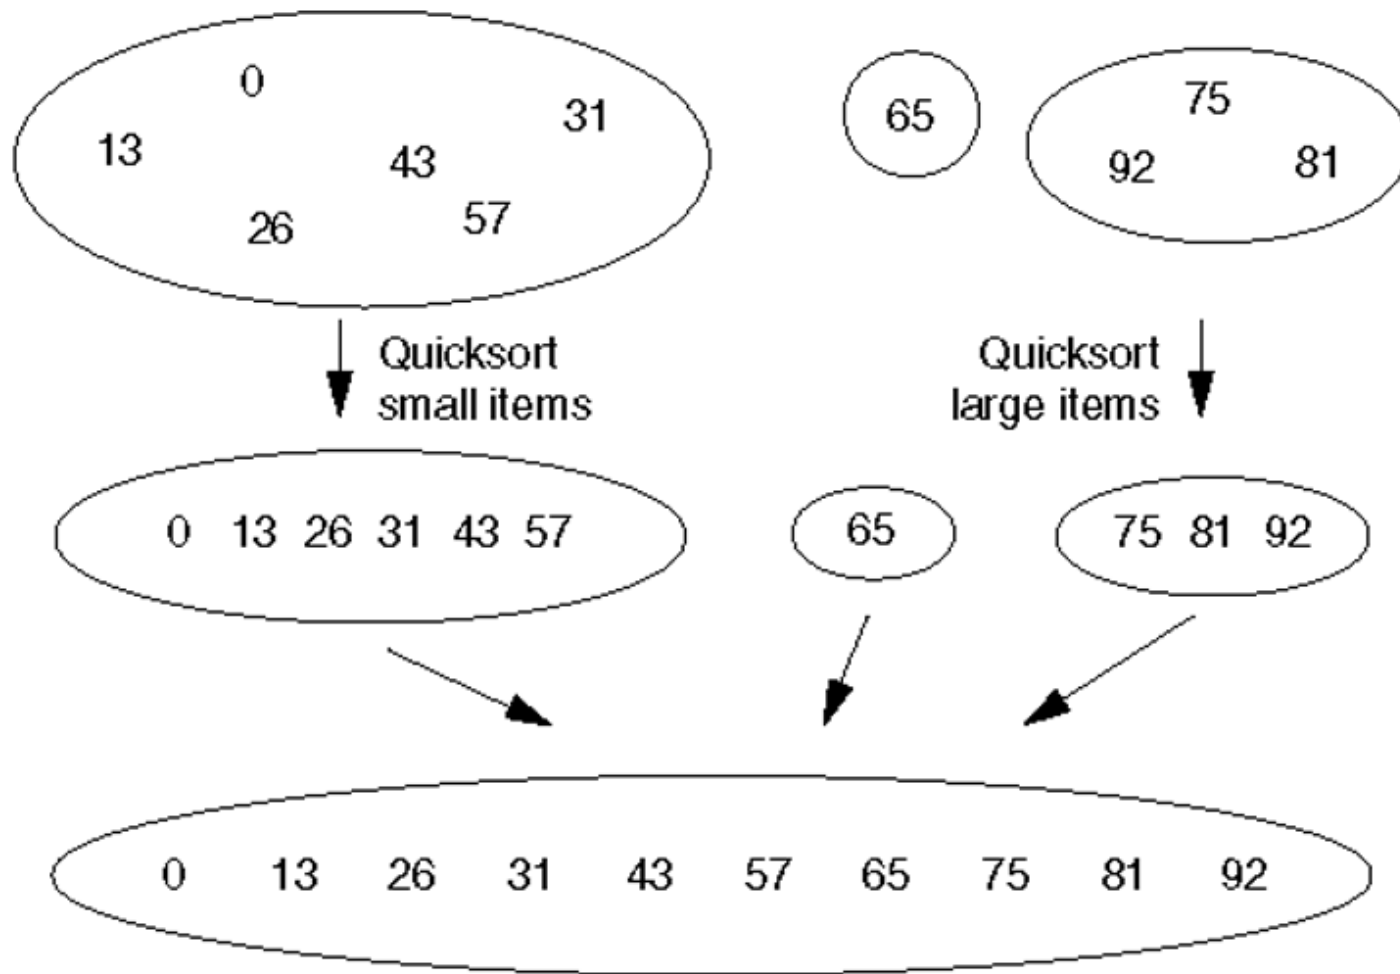 0
31
13
43
26
57
65
75
92
81
Quicksort
small items
Quicksort
large items
0 13 26 31 43 57
65
75 81 92
0 13 26 31 43 57 65 75 81 92